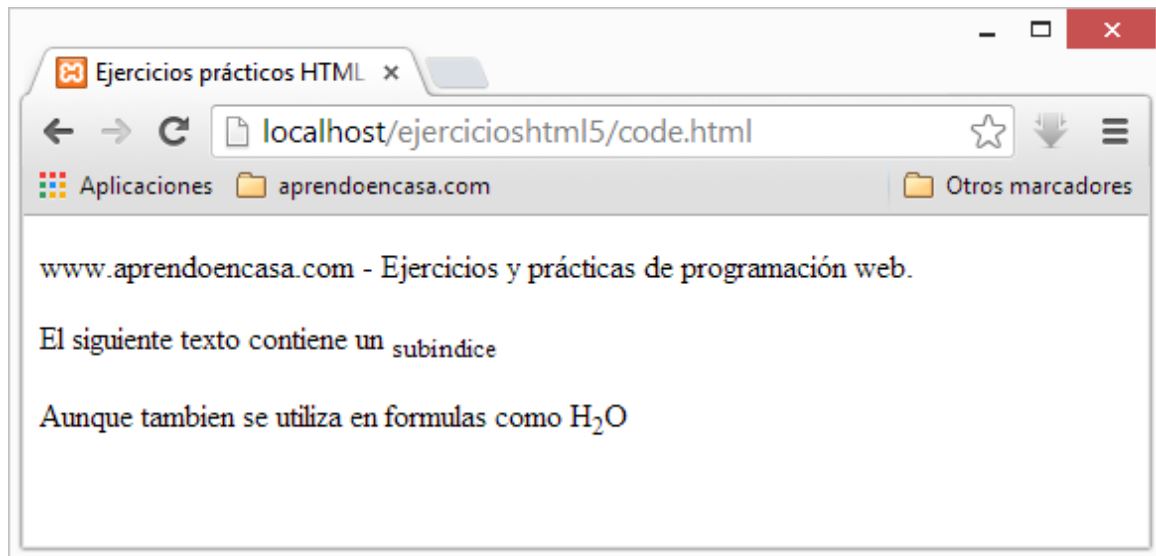 Ejercicios prácticos HTML
localhost/ejercicioshtml5/code.html
Aplicaciones aprendoencasa.com Otros marcadores
www.aprendoencasa.com - Ejercicios y prácticas de programación web.
El siguiente texto contiene un subindice
Aunque tambien se utiliza en formulas como H₂O